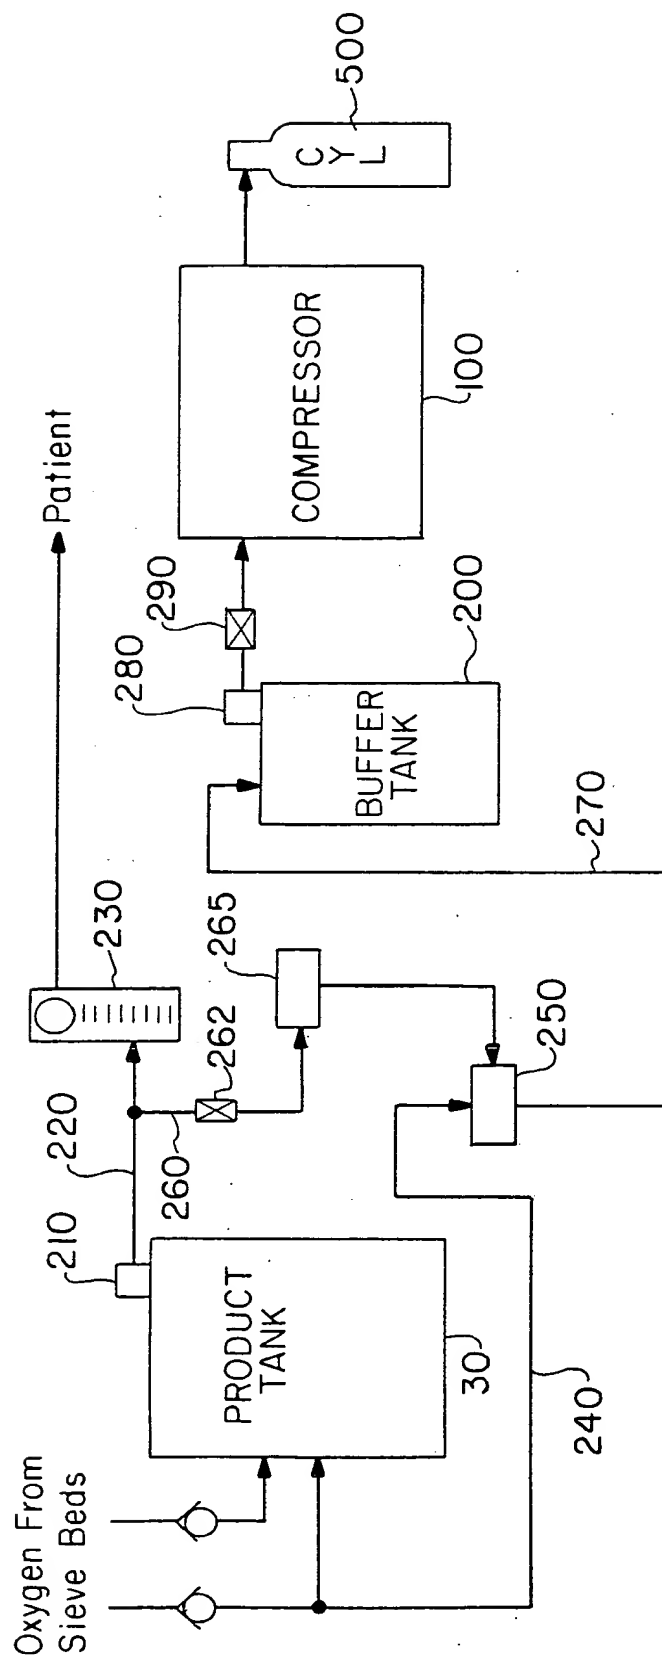 Oxygen From
Sieve Beds
210
220
230
Patient
PRODUCT
TANK
30
240
260
262
265
250
270
280
290
BUFFER
TANK
200
COMPRESSOR
100
CYL
500